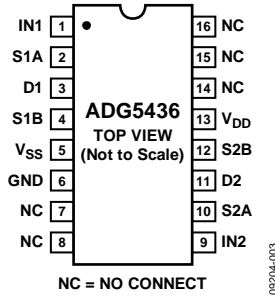 IN1 1 16 NC
S1A 2 15 NC
D1 3 14 NC
S1B 4 13 VDD
VSS 5 12 S2B
GND 6 11 D2
NC 7 10 S2A
NC 8 9 IN2
ADG5436
TOP VIEW
(Not to Scale)
NC = NO CONNECT
09204-003